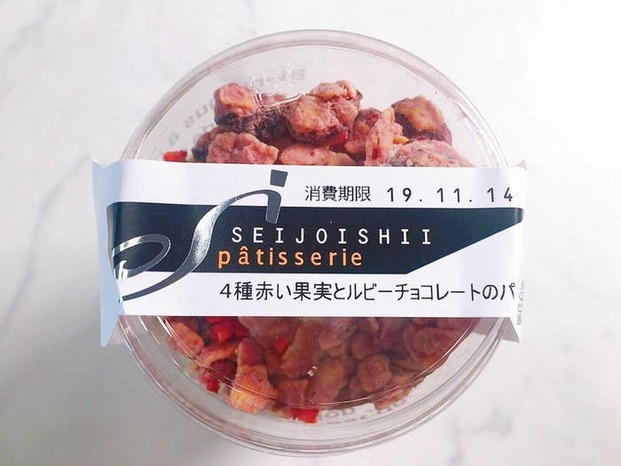 消費期限 19.11.14
SEIJOISHII
pâtisserie
4種赤い果実とルビーチョコレートのパ